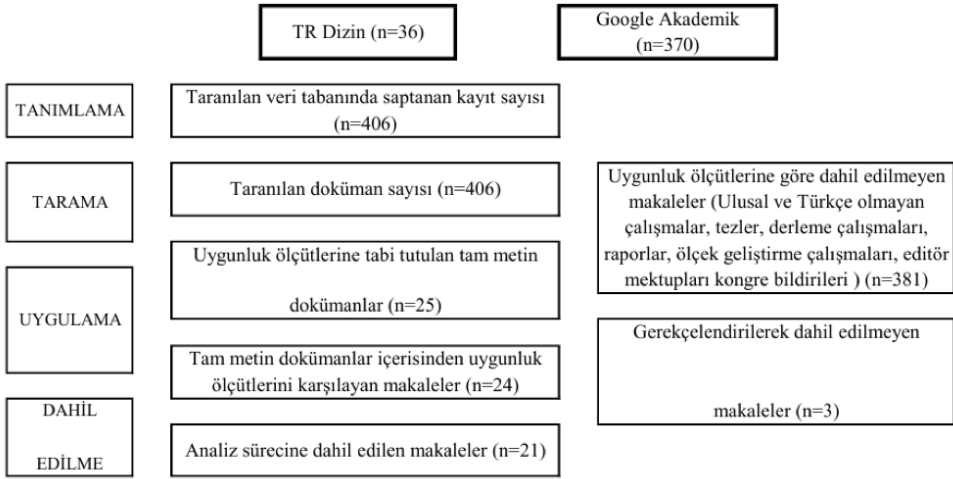 TR Dizin (n=36)
Google Akademik
(n=370)
TANIMLAMA
Taranılan veri tabanında saptanan kayıt sayısı
(n=406)
TARAMA
Taranılan doküman sayısı (n=406)
Uygunluk ölçütlerine göre dahil edilmeyen
makaleler (Ulusal ve Türkçe olmayan
çalışmalar, tezler, derleme çalışmaları,
raporlar, ölçek geliştirme çalışmaları, editör
mektupları kongre bildirileri ) (n=381)
UYGULAMA
Uygunluk ölçütlerine tabi tutulan tam metin
dokümanlar (n=25)
Tam metin dokümanlar içerisinden uygunluk
ölçütlerini karşılayan makaleler (n=24)
Gerekçelendirilerek dahil edilmeyen
makaleler (n=3)
DAHİL
EDİLME
Analiz sürecine dahil edilen makaleler (n=21)